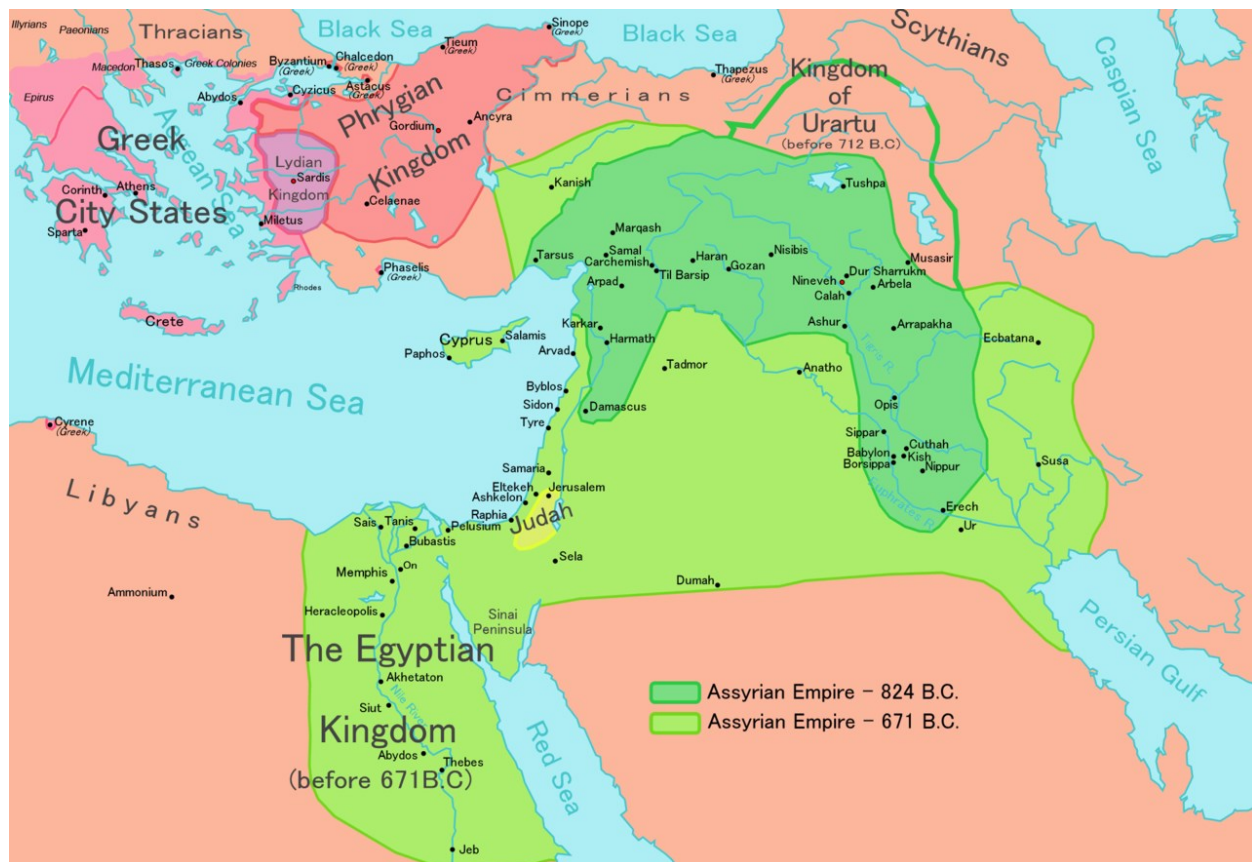 Illyrians
Paeonians
Thracians
Black Sea
Sinope
(Greek)
Black Sea
Scythians
Caspian Sea
Tieum
(Greek)
Macedon
Thasos
Greek Colonies
Byzantium
(Greek)
Chalcedon
(Greek)
Astacus
(Greek)
Thapezus
(Greek)
Kingdom
of
Urartu
(before 712 B.C)
Epirus
Abydos
Cyzicus
Phrygian
Kingdom
Cimmerians
Gordium
Ancyra
Aegean Sea
Greek
City States
Lydian
Kingdom
Sardis
Corinth
Athens
Sparta
Miletus
Celaenae
Kanish
Tushpa
Marqash
Samal
Carchemish
Til Barsip
Haran
Gozan
Nisibis
Musasir
Dur Sharrukm
Nineveh
Arbela
Calah
Tarsus
Arpad
Phaselis
(Greek)
Rhodes
Crete
Cyprus
Salamis
Paphos
Karkar
Harmath
Arvad
Ashur
Arrapakha
Tigris R.
Ecbatana
Mediterranean Sea
Tadmor
Anatho
Byblos
Sidon
Damascus
Tyre
Opis
Sippar
Cuthah
Babylon
Kish
Borsippa
Nippur
Susa
Cyrene
(Greek)
Samaria
Eltekeh
Jerusalem
Ashkelon
Raphia
Judah
Euphrates R.
Erech
Ur
Libyans
Sais
Tanis
Pelusium
Bubastis
On
Memphis
Sela
Dumah
Ammonium
Heracleopolis
Sinai
Peninsula
Persian Gulf
The Egyptian
Kingdom
(before 671B.C)
Akhetaton
Nile River
Siut
Abydos
Thebes
Jeb
Red Sea
Assyrian Empire - 824 B.C.
Assyrian Empire - 671 B.C.